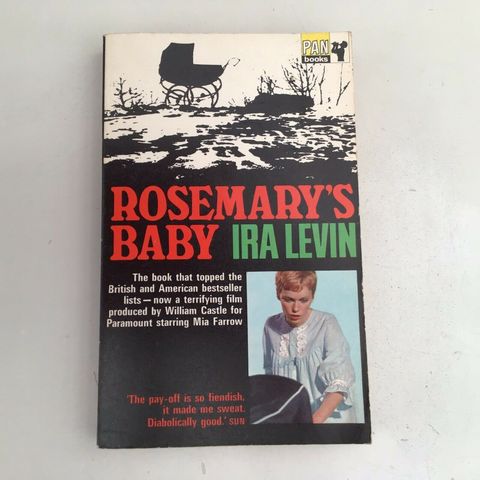 PAN
books
ROSEMARY'S
BABY IRA LEVIN
The book that topped the
British and American bestseller
lists — now a terrifying film
produced by William Castle for
Paramount starring Mia Farrow
'The pay-off is so fiendish,
it made me sweat.
Diabolically good.' SUN